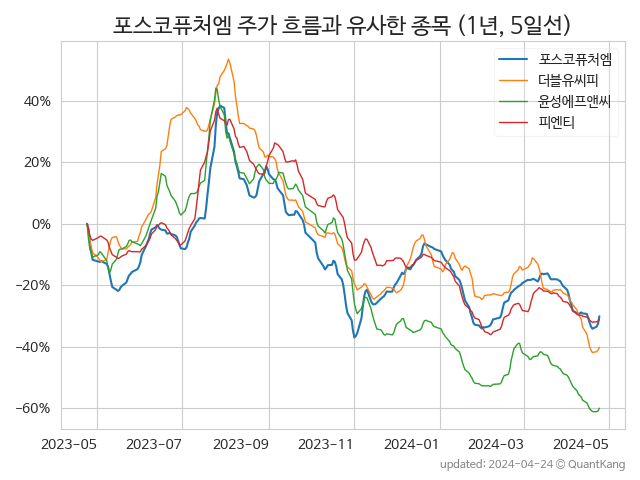 포스코퓨처엠 주가 흐름과 유사한 종목 (1년, 5일선)
포스코퓨처엠
더블유씨피
윤성에프앤씨
피엔티
40%
20%
0%
−20%
−40%
−60%
2023-05 2023-07 2023-09 2023-11 2024-01 2024-03 2024-05
updated: 2024-04-24 © QuantKang